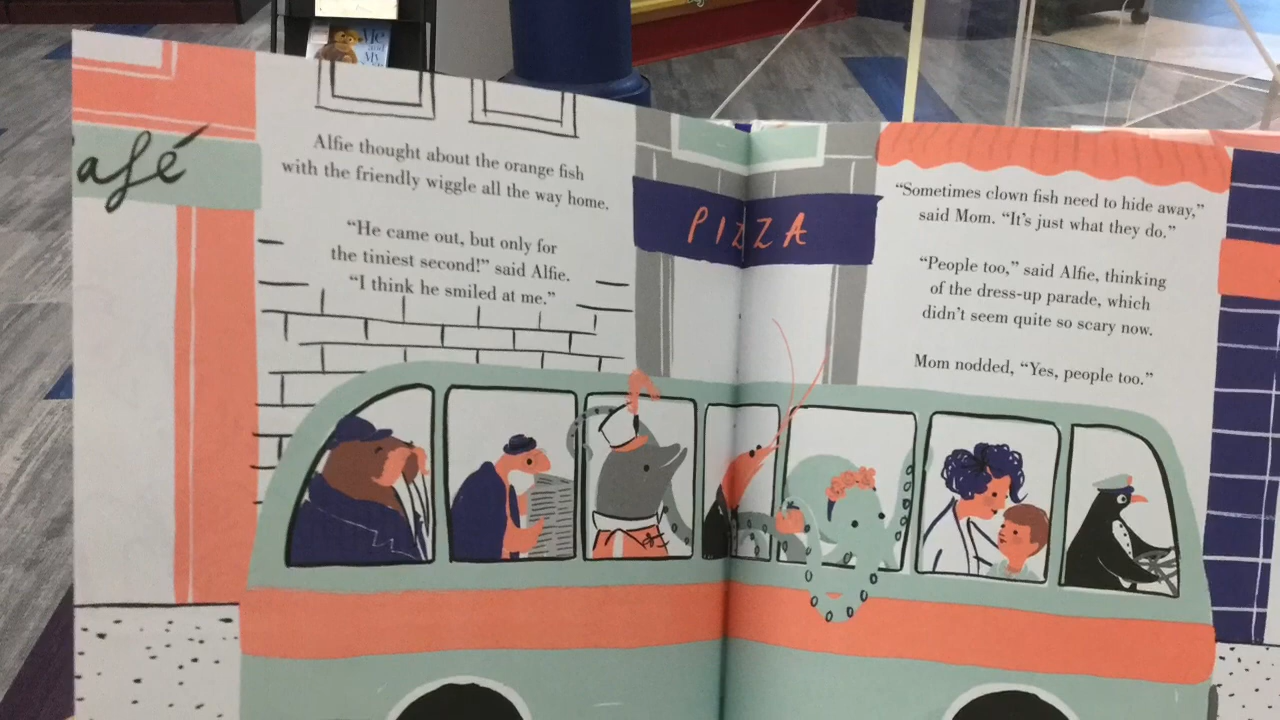 Me
and
My
afé
Alfie thought about the orange fish
with the friendly wiggle all the way home.
“He came out, but only for
the tiniest second!” said Alfie.
“I think he smiled at me.”
PIZZA
“Sometimes clown fish need to hide away,”
said Mom. “It’s just what they do.”
“People too,” said Alfie, thinking
of the dress-up parade, which
didn’t seem quite so scary now.
Mom nodded, “Yes, people too.”